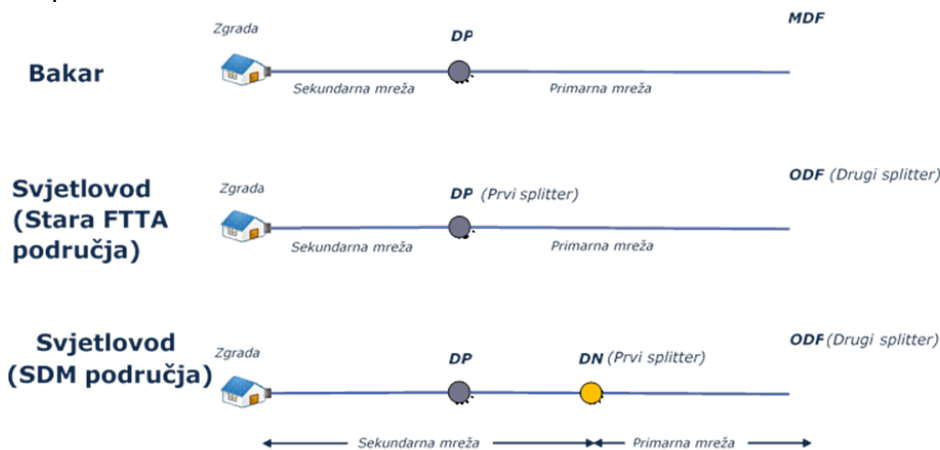 MDF
Zgrada
DP
Bakar
Sekundarna mreža
Primarna mreža
Svjetlovod
(Stara FTTA
područja)
Zgrada
DP (Prvi splitter)
ODF (Drugi splitter)
Sekundarna mreža
Primarna mreža
Svjetlovod
(SDM područja)
Zgrada
DP
DN (Prvi splitter)
ODF (Drugi splitter)
Sekundarna mreža
Primarna mreža